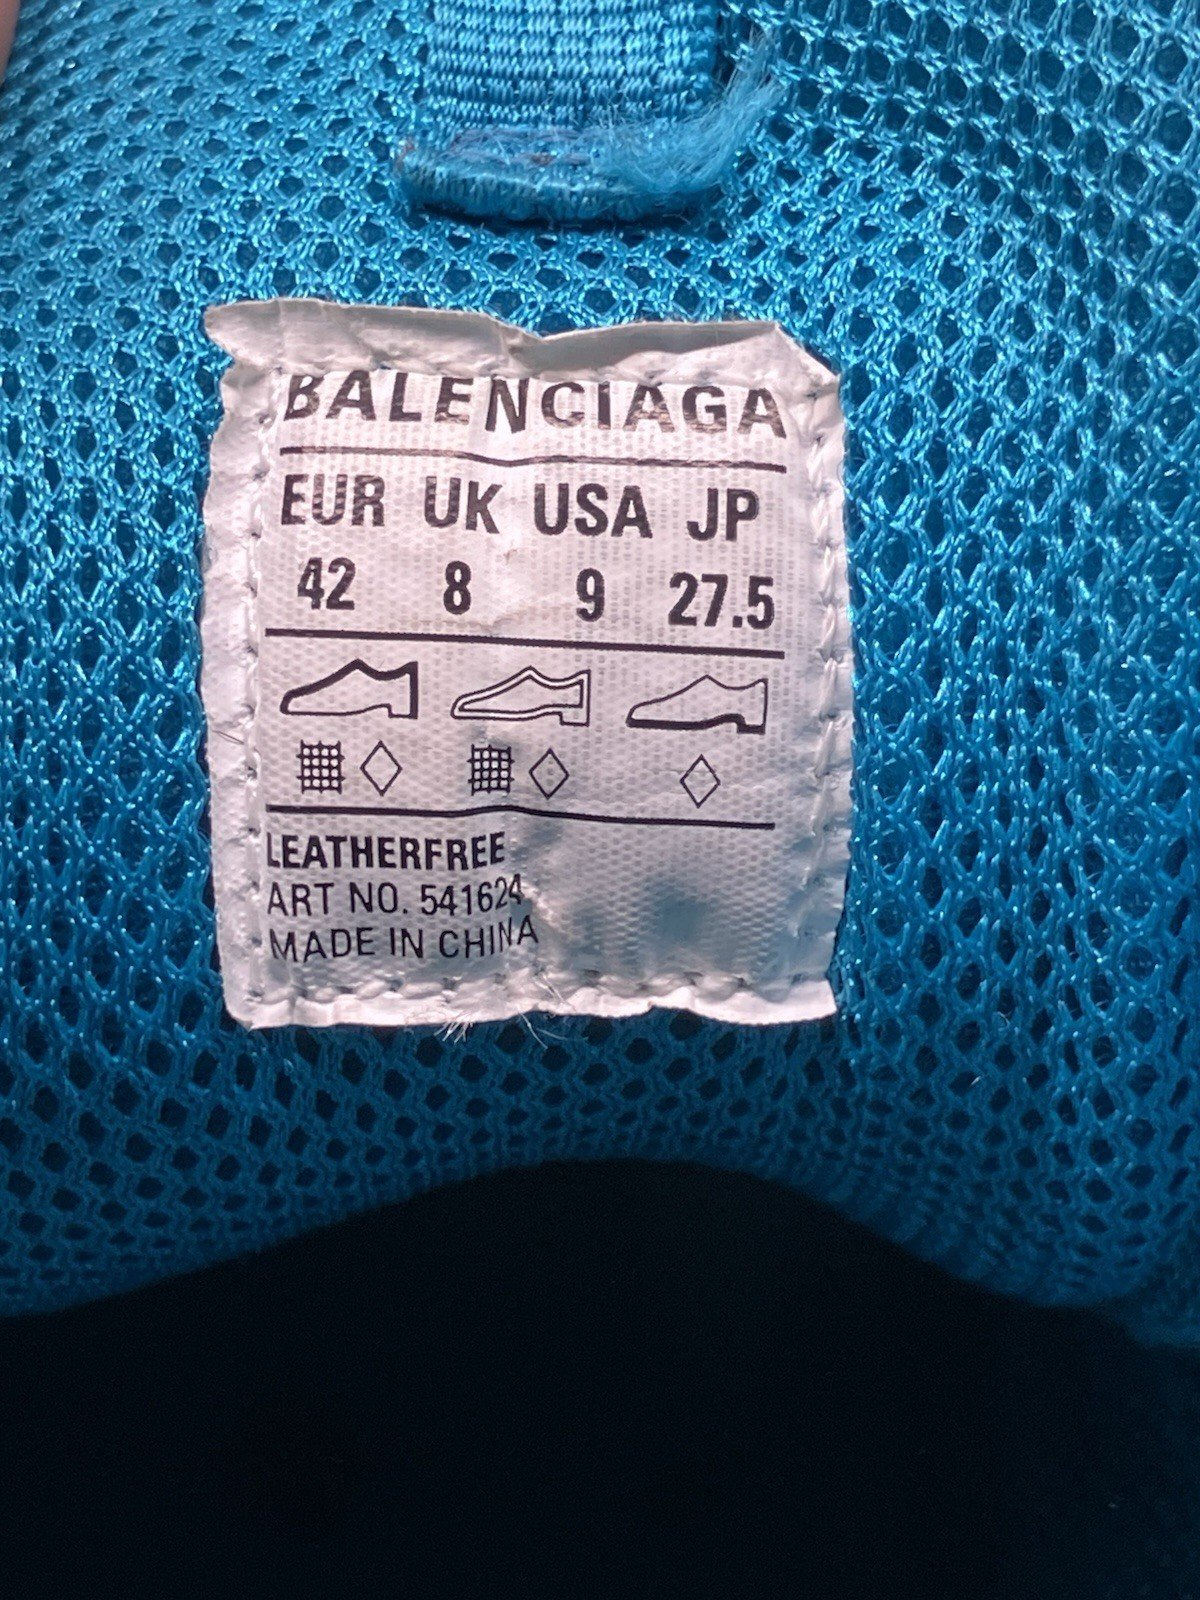 BALENCIAGA
EUR UK USA JP
42 8 9 27.5
LEATHERFREE
ART NO. 541624
MADE IN CHINA